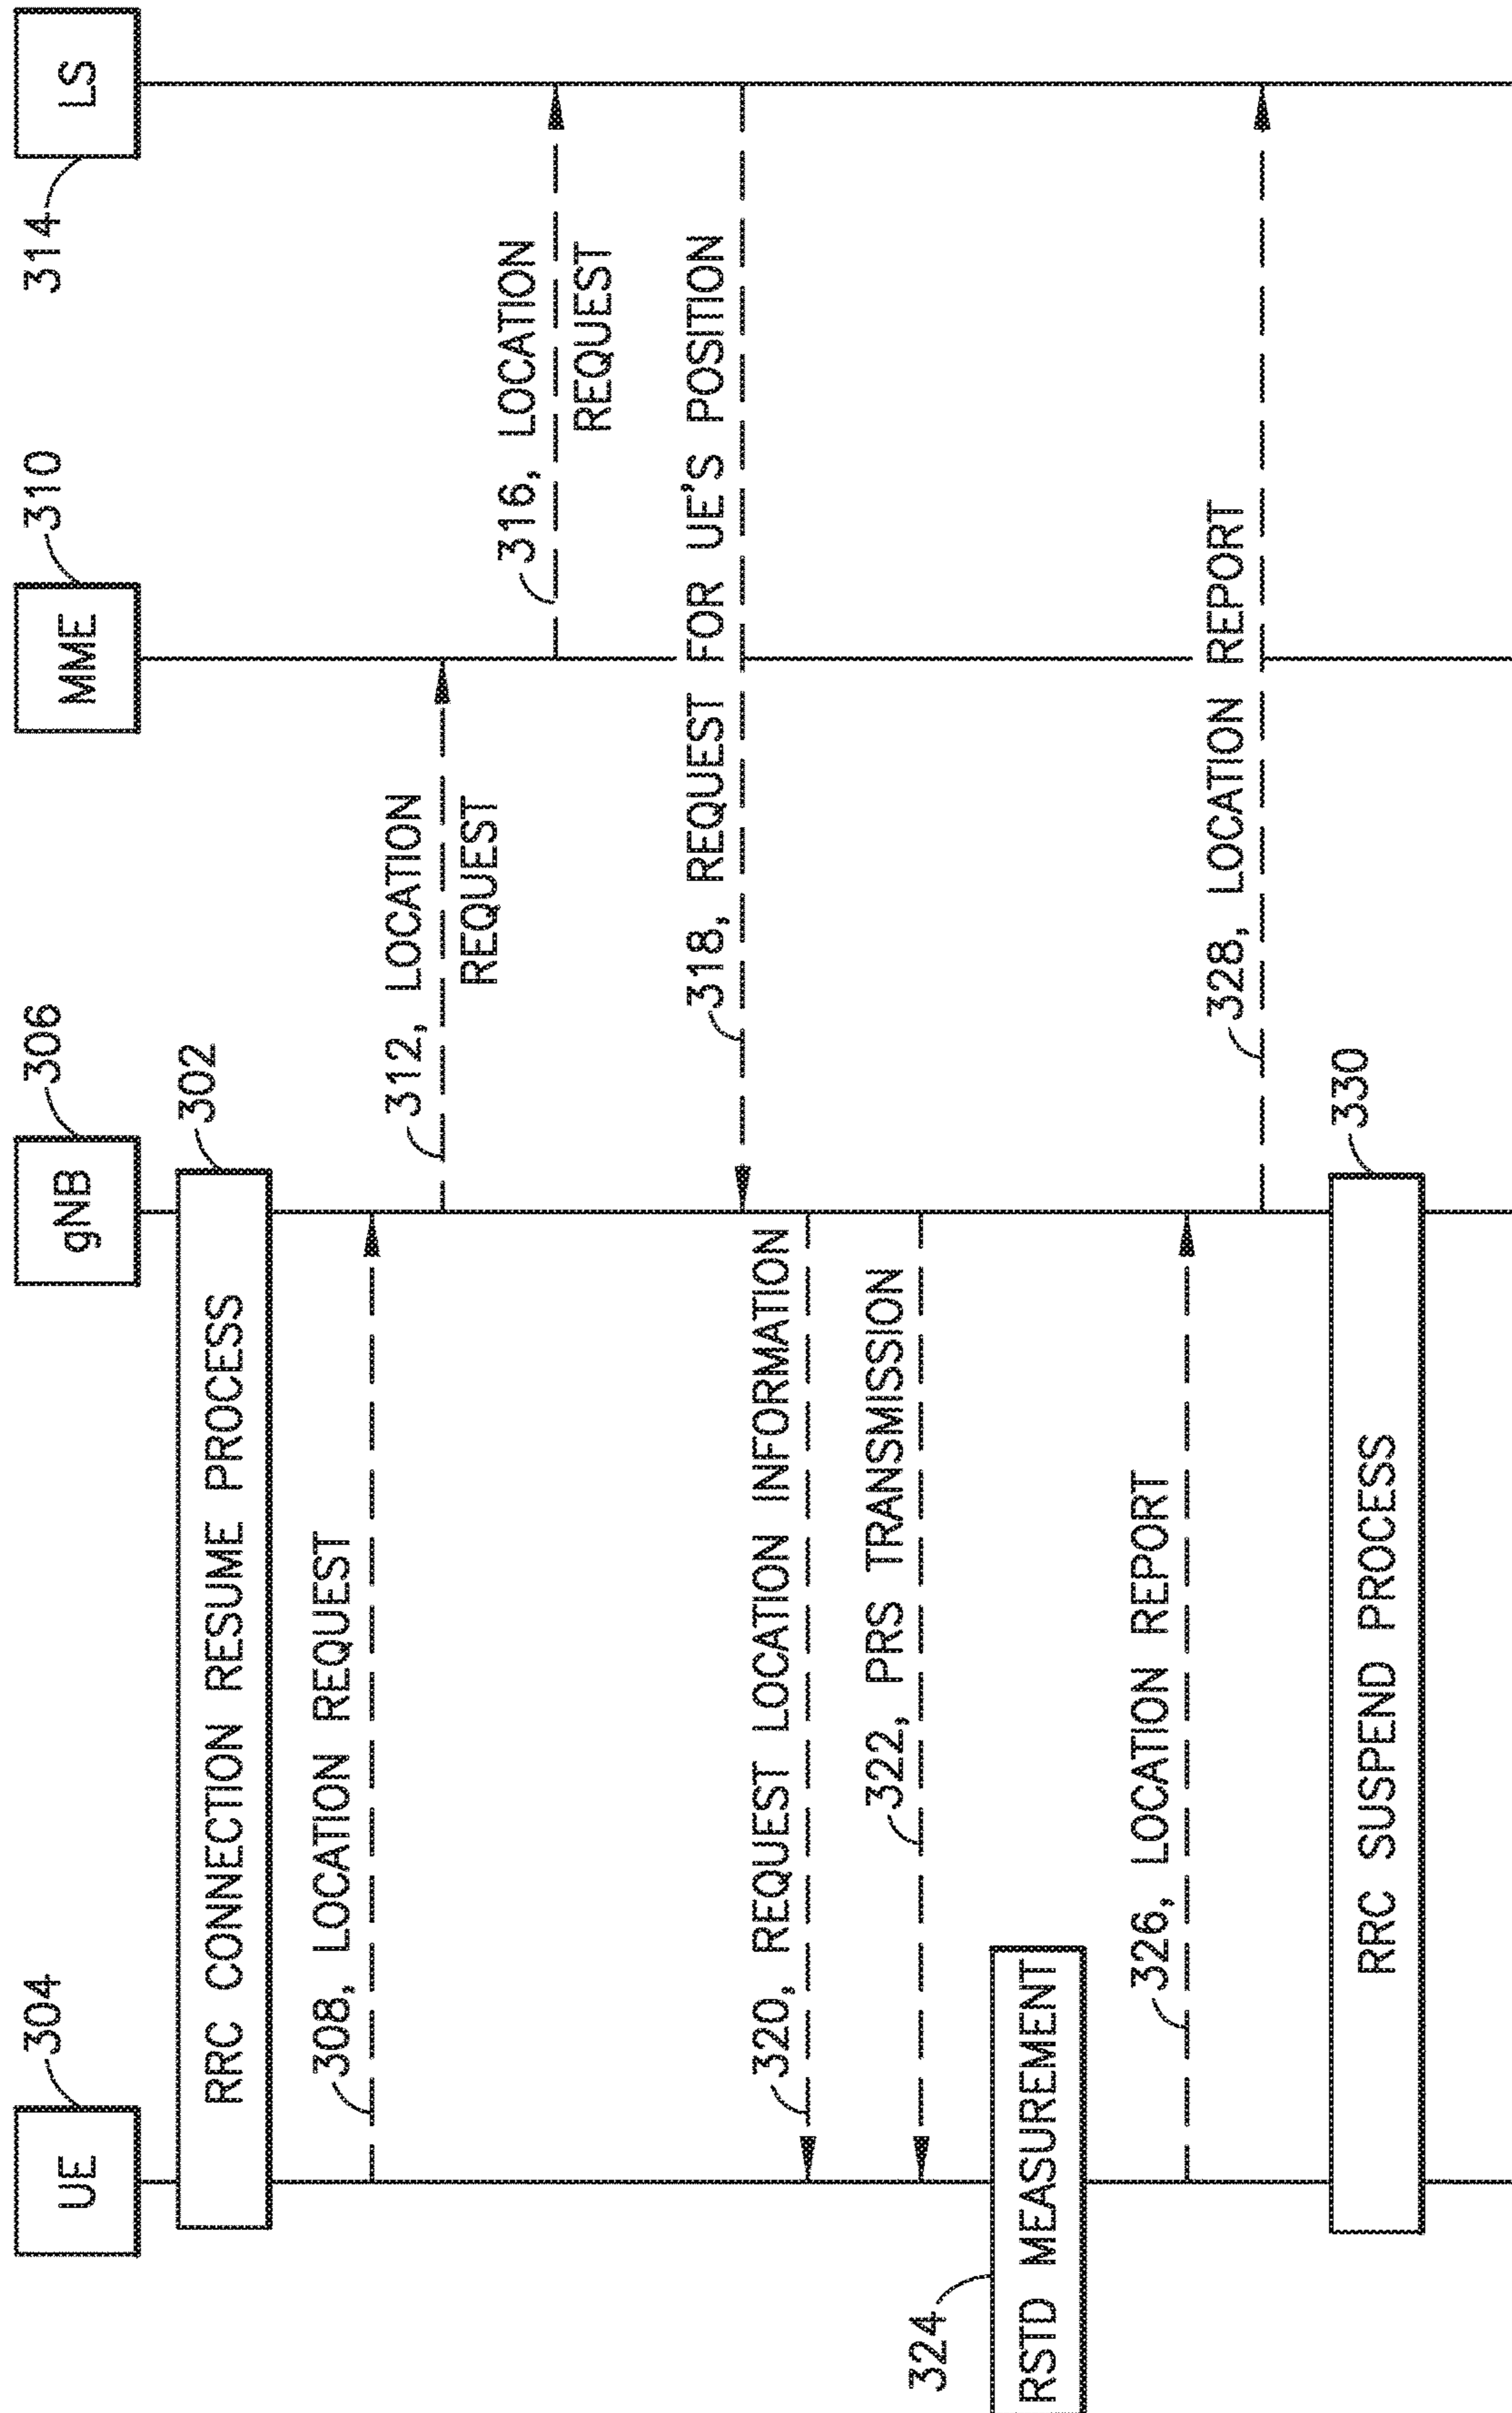 304
306
310
314
UE
gNB
MME
LS
302
RRC CONNECTION RESUME PROCESS
308, LOCATION REQUEST
312, LOCATION
REQUEST
316, LOCATION
REQUEST
318, REQUEST FOR UE'S POSITION
320, REQUEST LOCATION INFORMATION
322, PRS TRANSMISSION
324
RSTD MEASUREMENT
326, LOCATION REPORT
328, LOCATION REPORT
330
RRC SUSPEND PROCESS